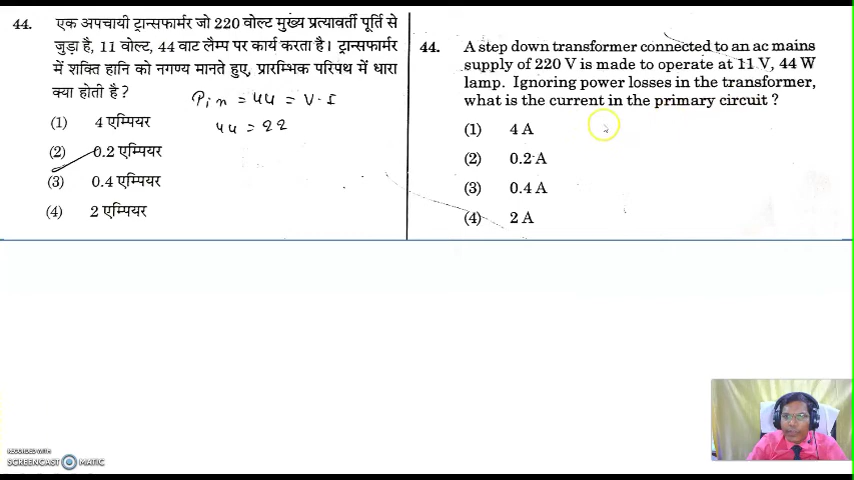 44. एक अपचायी ट्रान्सफार्मर जो 220 वोल्ट मुख्य प्रत्यावर्ती पूर्ति से
जुड़ा है, 11 वोल्ट, 44 वाट लैम्प पर कार्य करता है। ट्रान्सफार्मर
में शक्ति हानि को नगण्य मानते हुए, प्रारम्भिक परिपथ में धारा
क्या होती है ?
Pin = 44 = V·I
44 = 22
(1) 4 एम्पियर
(2) 0.2 एम्पियर
(3) 0.4 एम्पियर
(4) 2 एम्पियर
44. A step down transformer connected to an ac mains
supply of 220 V is made to operate at 11 V, 44 W
lamp. Ignoring power losses in the transformer,
what is the current in the primary circuit ?
(1) 4 A
(2) 0.2 A
(3) 0.4 A
(4) 2 A
RECORDED WITH
SCREENCAST MATIC